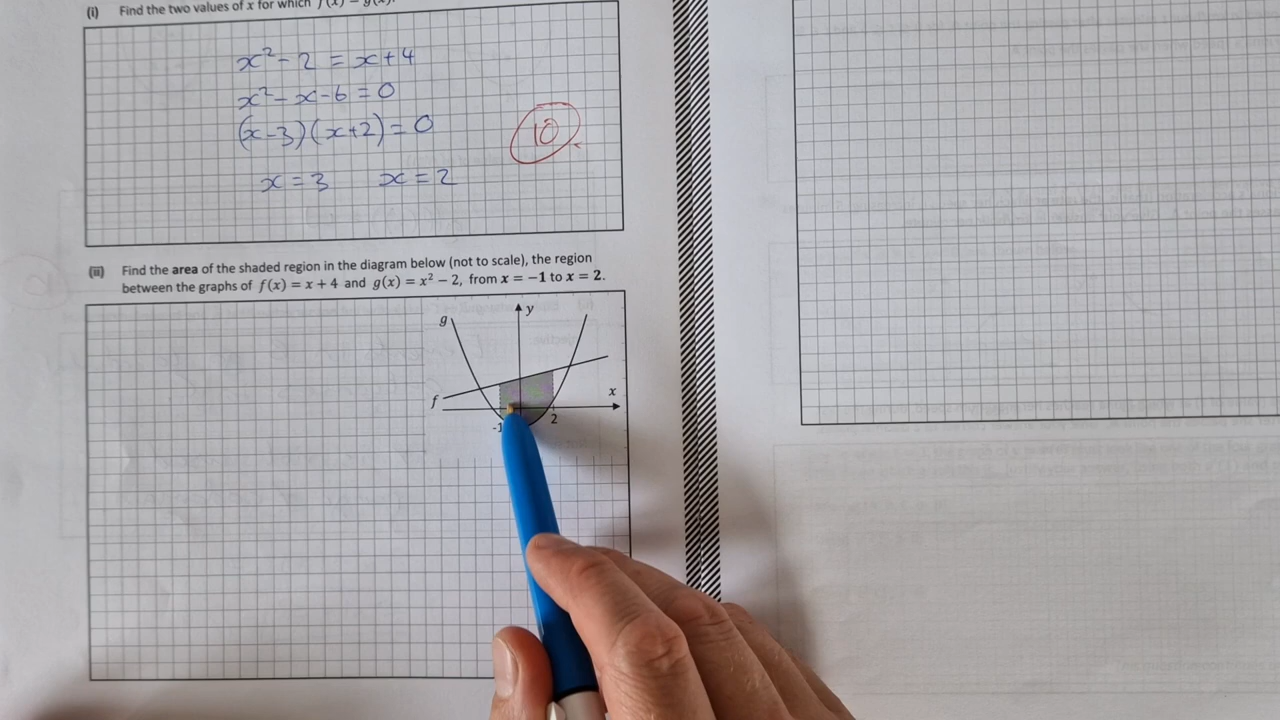 (i) Find the two values of x for which f(x) = g(x).
x² - 2 = x + 4
x² - x - 6 = 0
(x-3)(x+2) = 0
10
x = 3 x = 2
(ii) Find the area of the shaded region in the diagram below (not to scale), the region
between the graphs of f(x) = x + 4 and g(x) = x² − 2, from x = −1 to x = 2.
y
g
x
f
-1 2